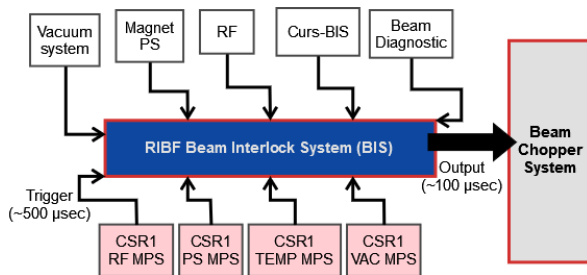 Vacuum
system
Magnet
PS
RF
Curs-BIS
Beam
Diagnostic
RIBF Beam Interlock System (BIS)
Output
(~100 µsec)
Beam
Chopper
System
Trigger
(~500 µsec)
CSR1
RF MPS
CSR1
PS MPS
CSR1
TEMP MPS
CSR1
VAC MPS